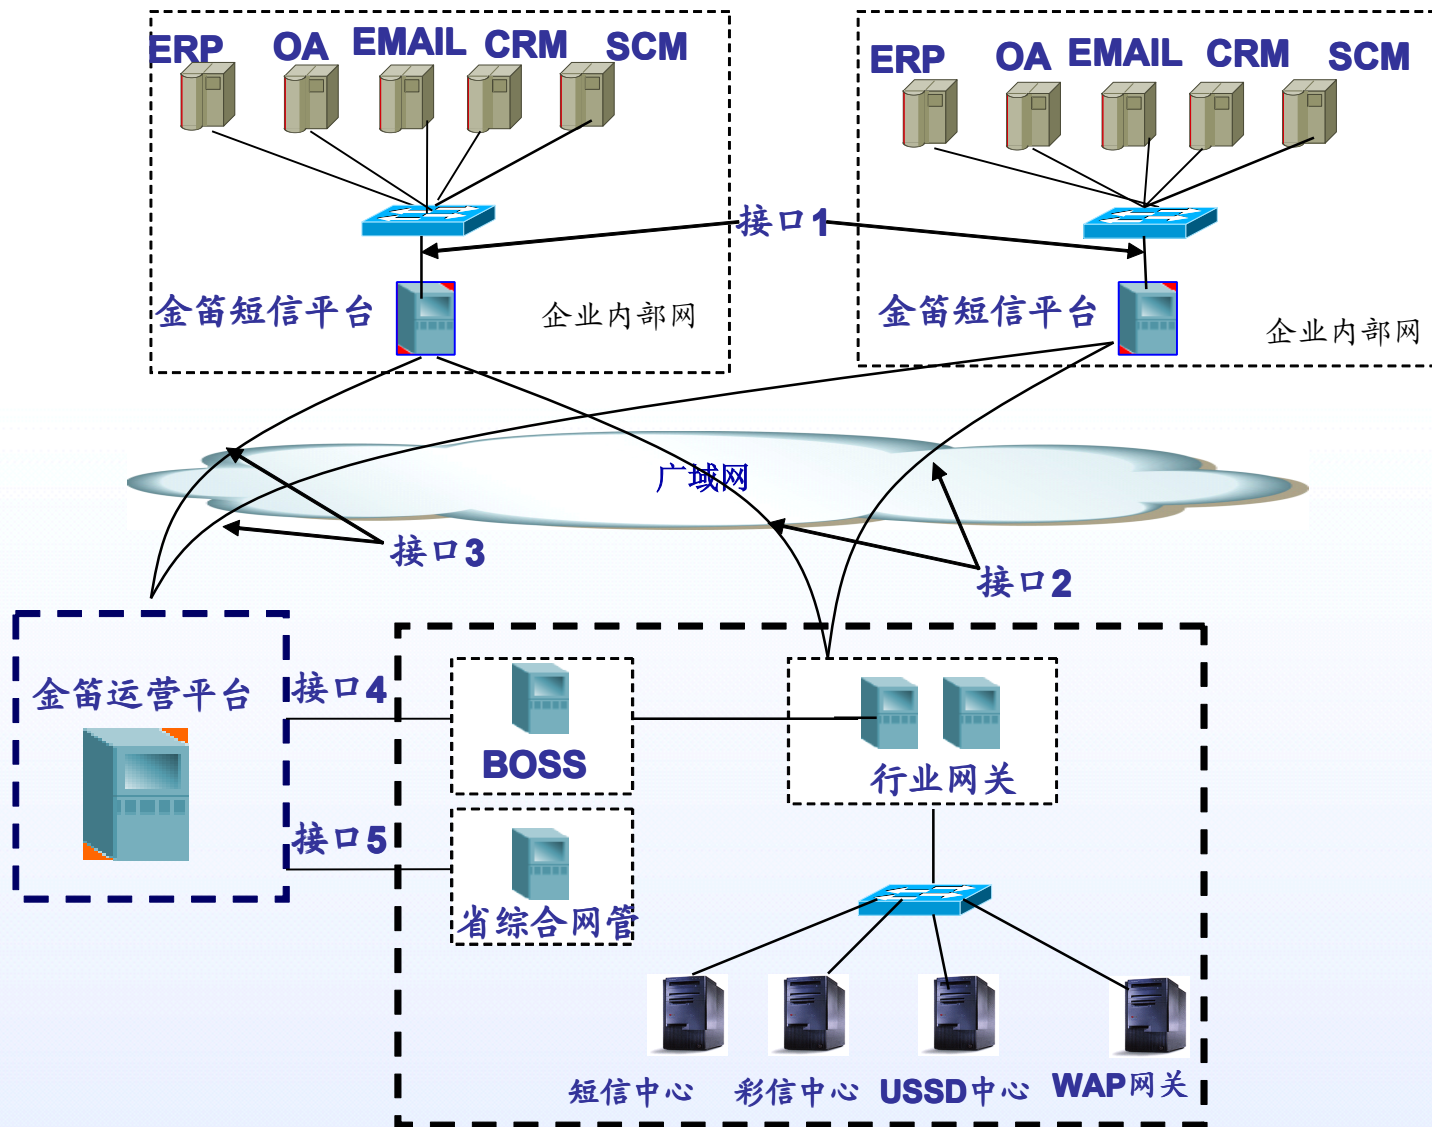 ERP OA EMAIL CRM SCM
ERP OA EMAIL CRM SCM
接口1
金笛短信平台
企业内部网
金笛短信平台
企业内部网
广域网
接口3
接口2
金笛运营平台
接口4
BOSS
行业网关
接口5
省综合网管
短信中心
彩信中心
USSD中心
WAP网关